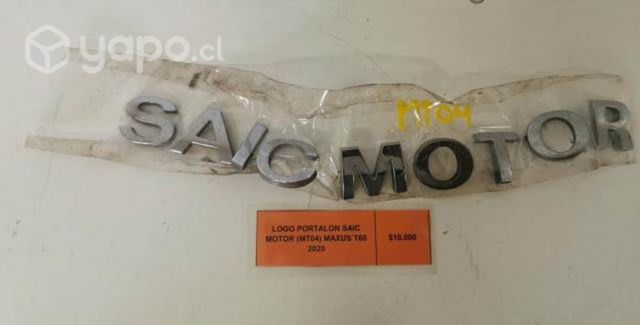 yapo.cl
MT04
SAIC MOTOR
LOGO PORTALON SAIC
MOTOR (MT04) MAXUS T60
2020
$10.000